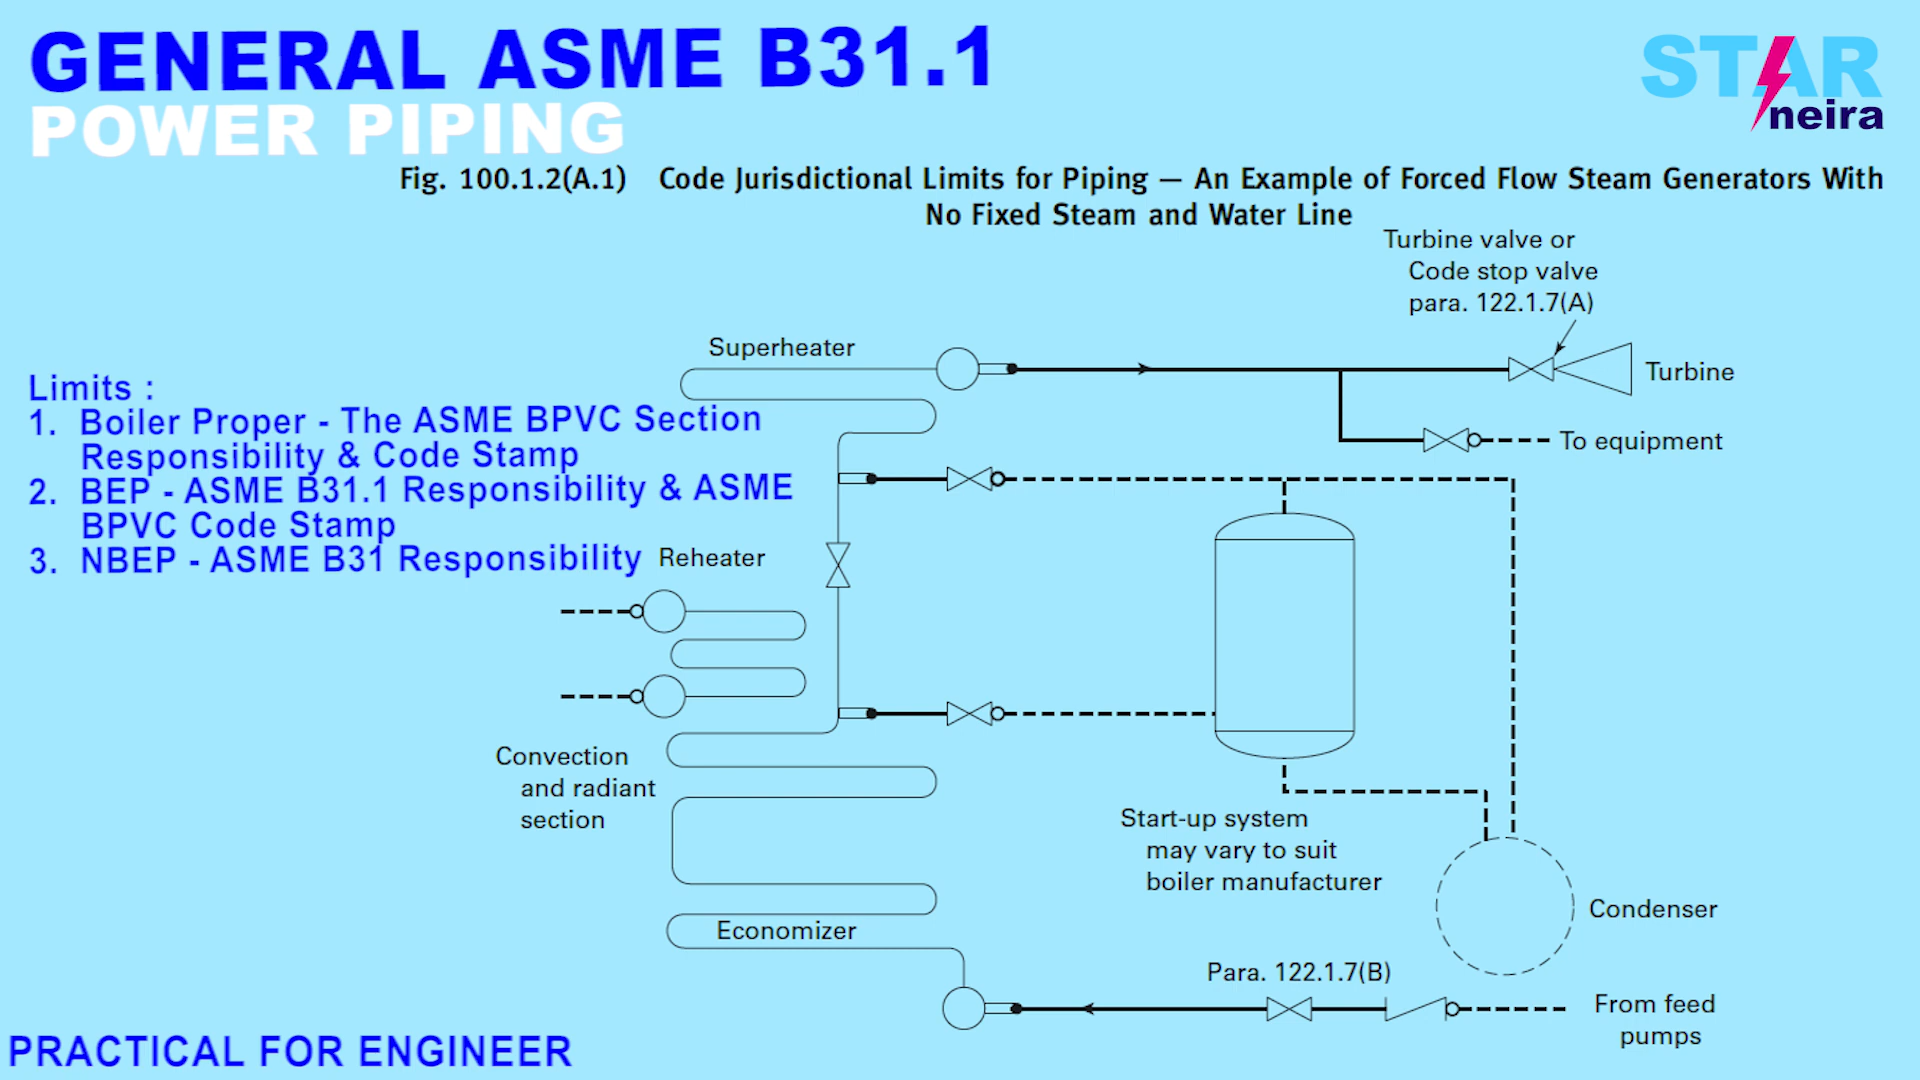 GENERAL ASME B31.1
POWER PIPING
STAR
neira
Fig. 100.1.2(A.1) Code Jurisdictional Limits for Piping — An Example of Forced Flow Steam Generators With
No Fixed Steam and Water Line
Turbine valve or
Code stop valve
para. 122.1.7(A)
Superheater
Turbine
To equipment
Limits :
1. Boiler Proper - The ASME BPVC Section
Responsibility & Code Stamp
2. BEP - ASME B31.1 Responsibility & ASME
BPVC Code Stamp
3. NBEP - ASME B31 Responsibility
Reheater
Convection
and radiant
section
Start-up system
may vary to suit
boiler manufacturer
Condenser
Economizer
Para. 122.1.7(B)
From feed
pumps
PRACTICAL FOR ENGINEER